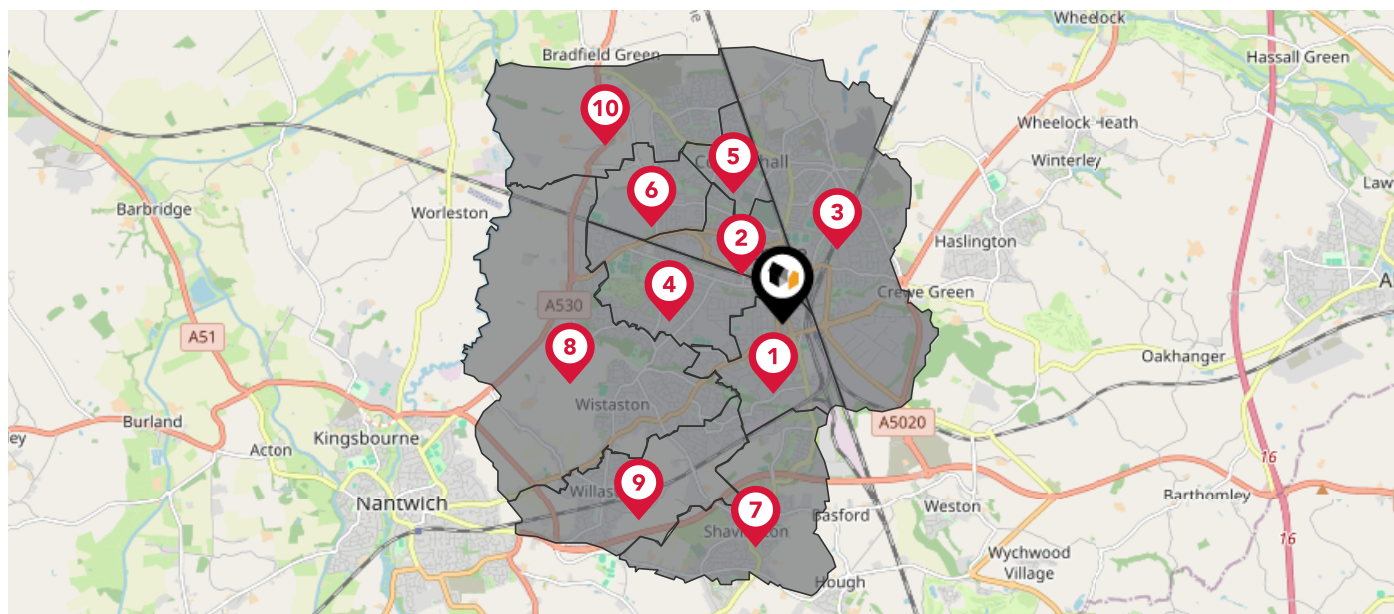 Wheelock
Bradfield Green
Hassall Green
10
Wheelock Heath
5
Winterley
6
Barbridge
Worleston
3
2
Haslington
4
Crewe Green
A530
A51
8
1
Oakhanger
Wistaston
Burland
A5020
Kingsbourne
Acton
16
9
Nantwich
7
Barthomley
Weston
Basford
16
Wychwood
Village
Hough